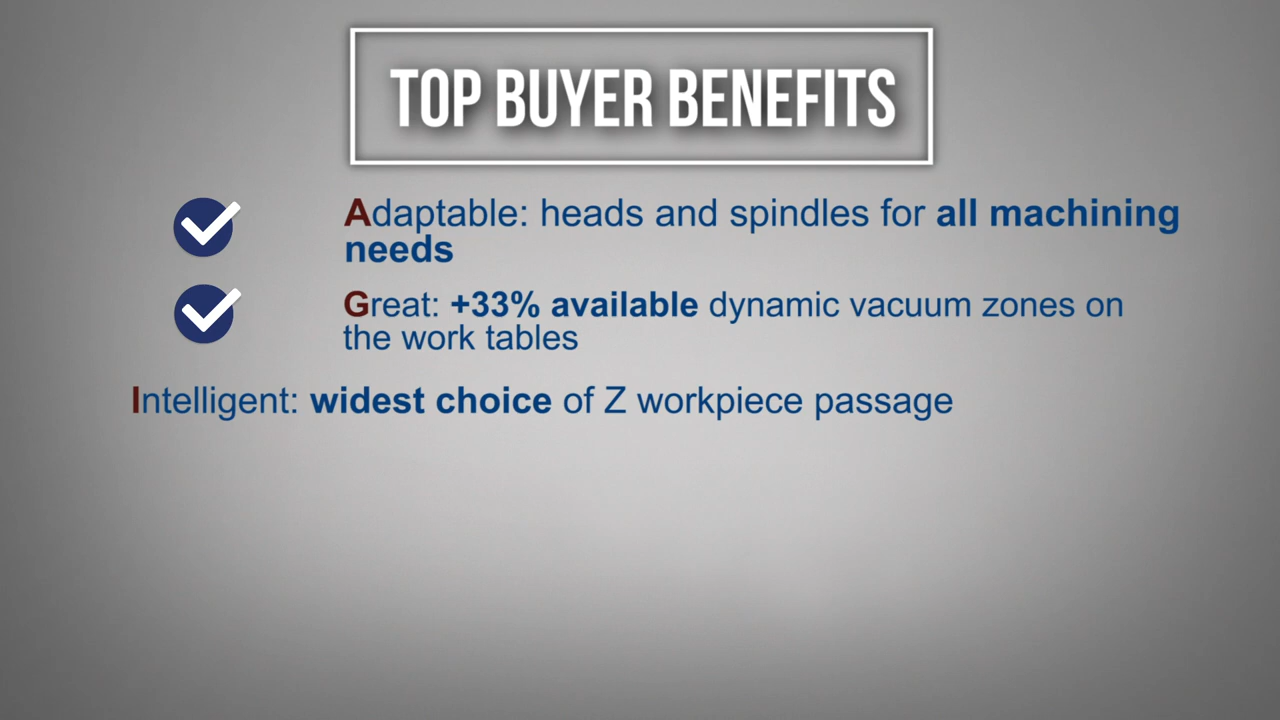 TOP BUYER BENEFITS
Adaptable: heads and spindles for all machining
needs
Great: +33% available dynamic vacuum zones on
the work tables
Intelligent: widest choice of Z workpiece passage